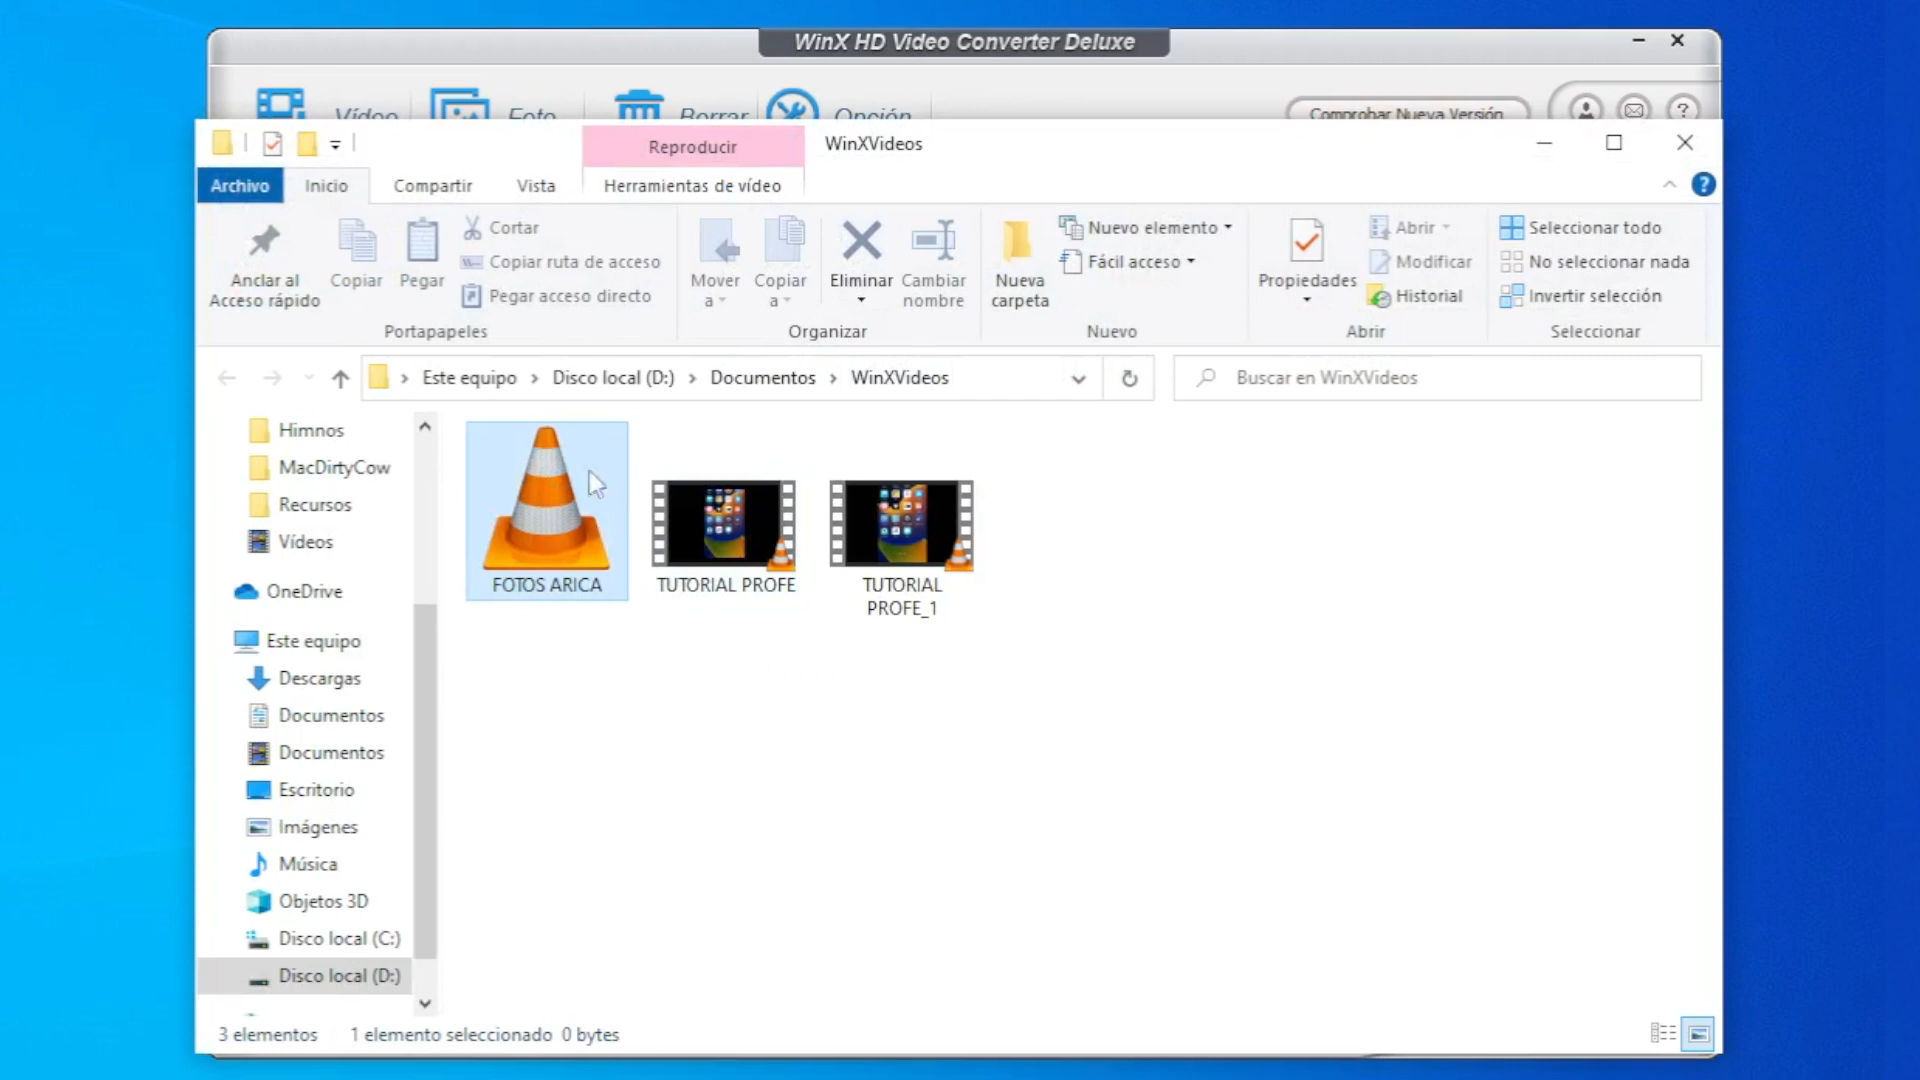 WinX HD Video Converter Deluxe
Vídeo
Foto
Borrar
Opción
Comprobar Nueva Versión
?
Reproducir
WinXVideos
Archivo
Inicio
Compartir
Vista
Herramientas de vídeo
?
Anclar al
Acceso rápido
Copiar
Pegar
Cortar
Copiar ruta de acceso
Pegar acceso directo
Portapapeles
Mover
a
Copiar
a
Eliminar
Cambiar
nombre
Organizar
Nueva
carpeta
Nuevo elemento
Fácil acceso
Nuevo
Propiedades
Abrir
Modificar
Historial
Abrir
Seleccionar todo
No seleccionar nada
Invertir selección
Seleccionar
Este equipo > Disco local (D:) > Documentos > WinXVideos
Buscar en WinXVideos
Himnos
MacDirtyCow
Recursos
Vídeos
OneDrive
Este equipo
Descargas
Documentos
Documentos
Escritorio
Imágenes
Música
Objetos 3D
Disco local (C:)
Disco local (D:)
FOTOS ARICA
TUTORIAL PROFE
TUTORIAL
PROFE_1
3 elementos
1 elemento seleccionado 0 bytes